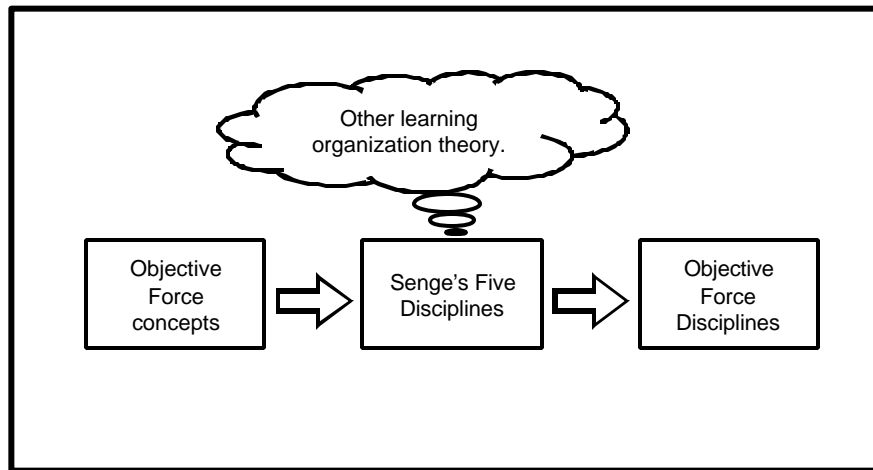 Other learning
organization theory.
Objective
Force
concepts
Senge's Five
Disciplines
Objective
Force
Disciplines